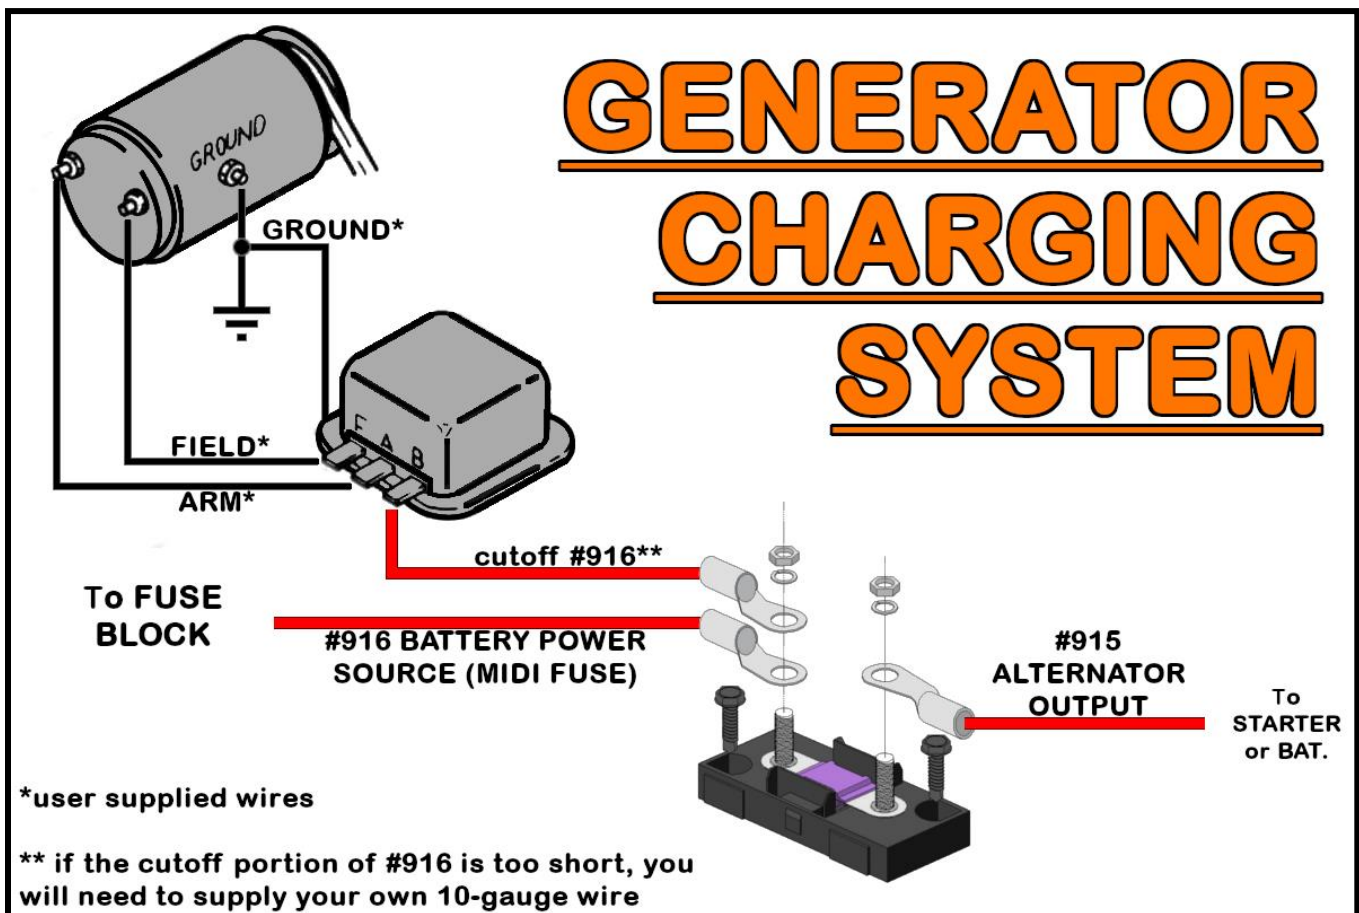 GENERATOR
CHARGING
SYSTEM
GROUND
GROUND*
F A B
FIELD*
ARM*
cutoff #916**
To FUSE
BLOCK
#916 BATTERY POWER
SOURCE (MIDI FUSE)
#915
ALTERNATOR
OUTPUT
To
STARTER
or BAT.
*user supplied wires
** if the cutoff portion of #916 is too short, you
will need to supply your own 10-gauge wire